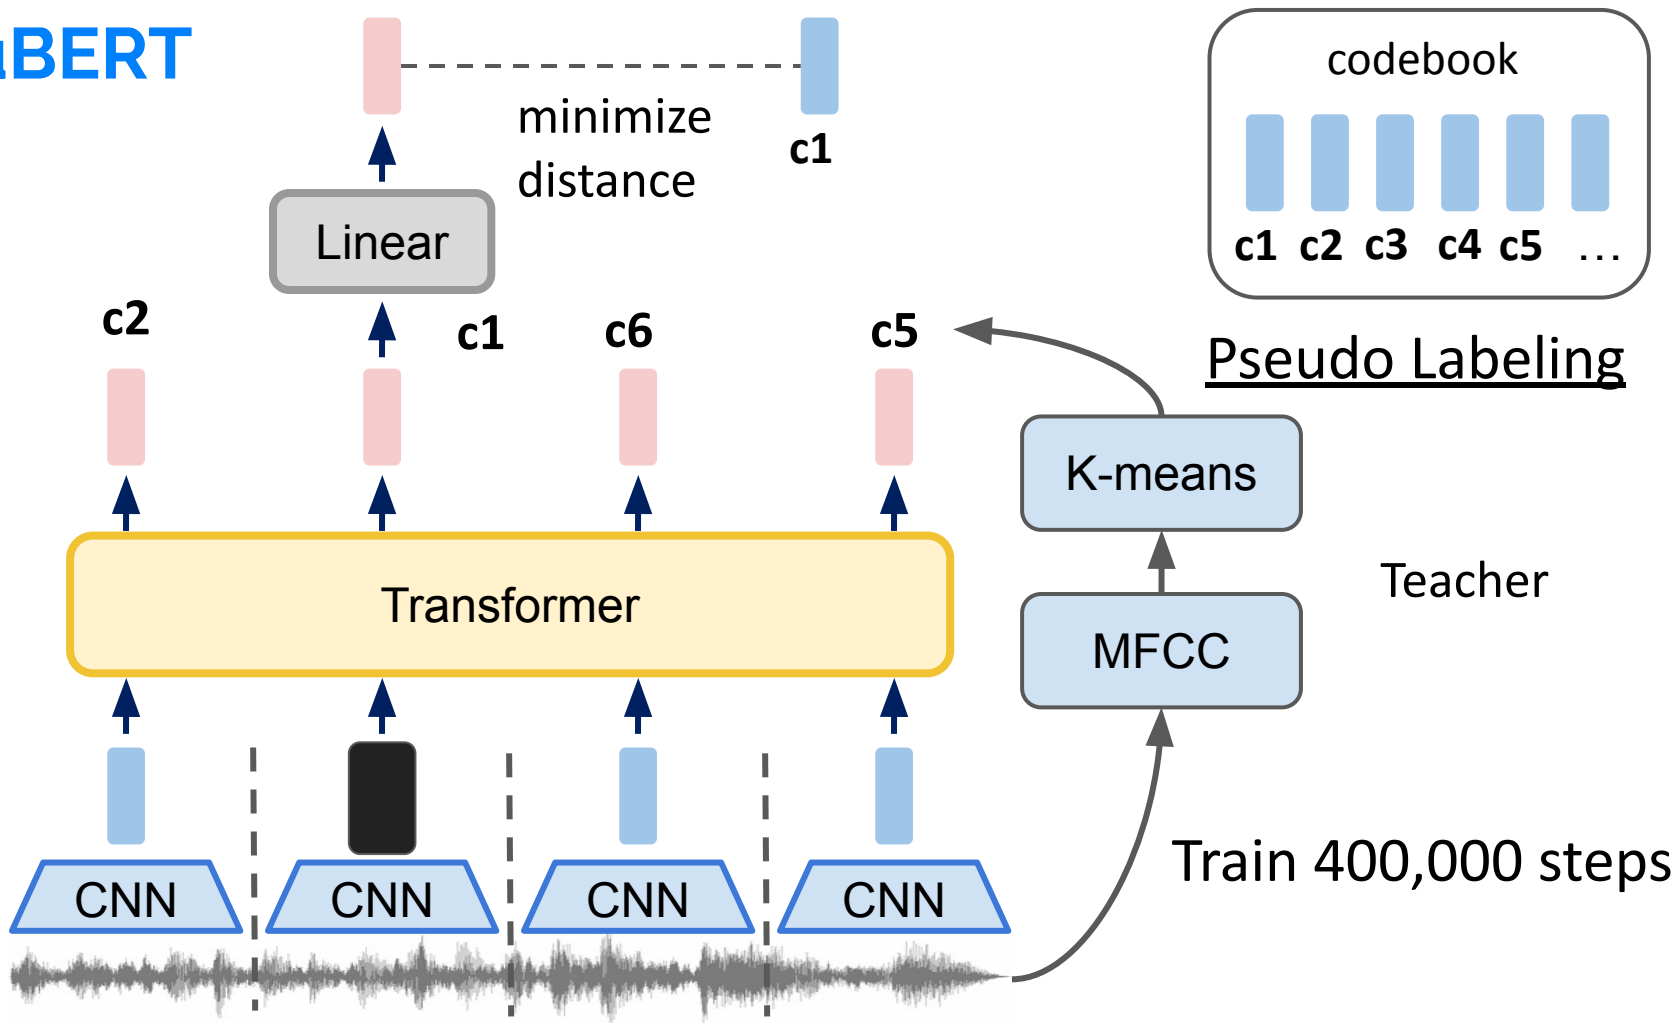 uBERT
codebook
minimize
distance
c1
c1 c2 c3 c4 c5 ...
Linear
c2 c1 c6 c5
Pseudo Labeling
K-means
Transformer
Teacher
MFCC
Train 400,000 steps
CNN CNN CNN CNN